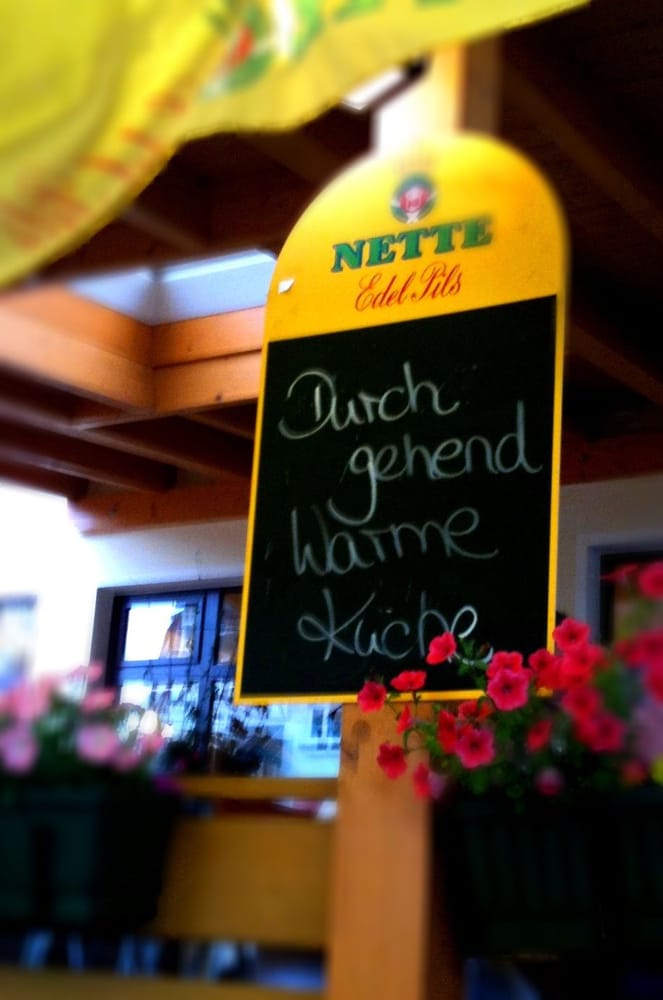 NETTE
Edel Pils
Durch
gehend
Warme
Küche